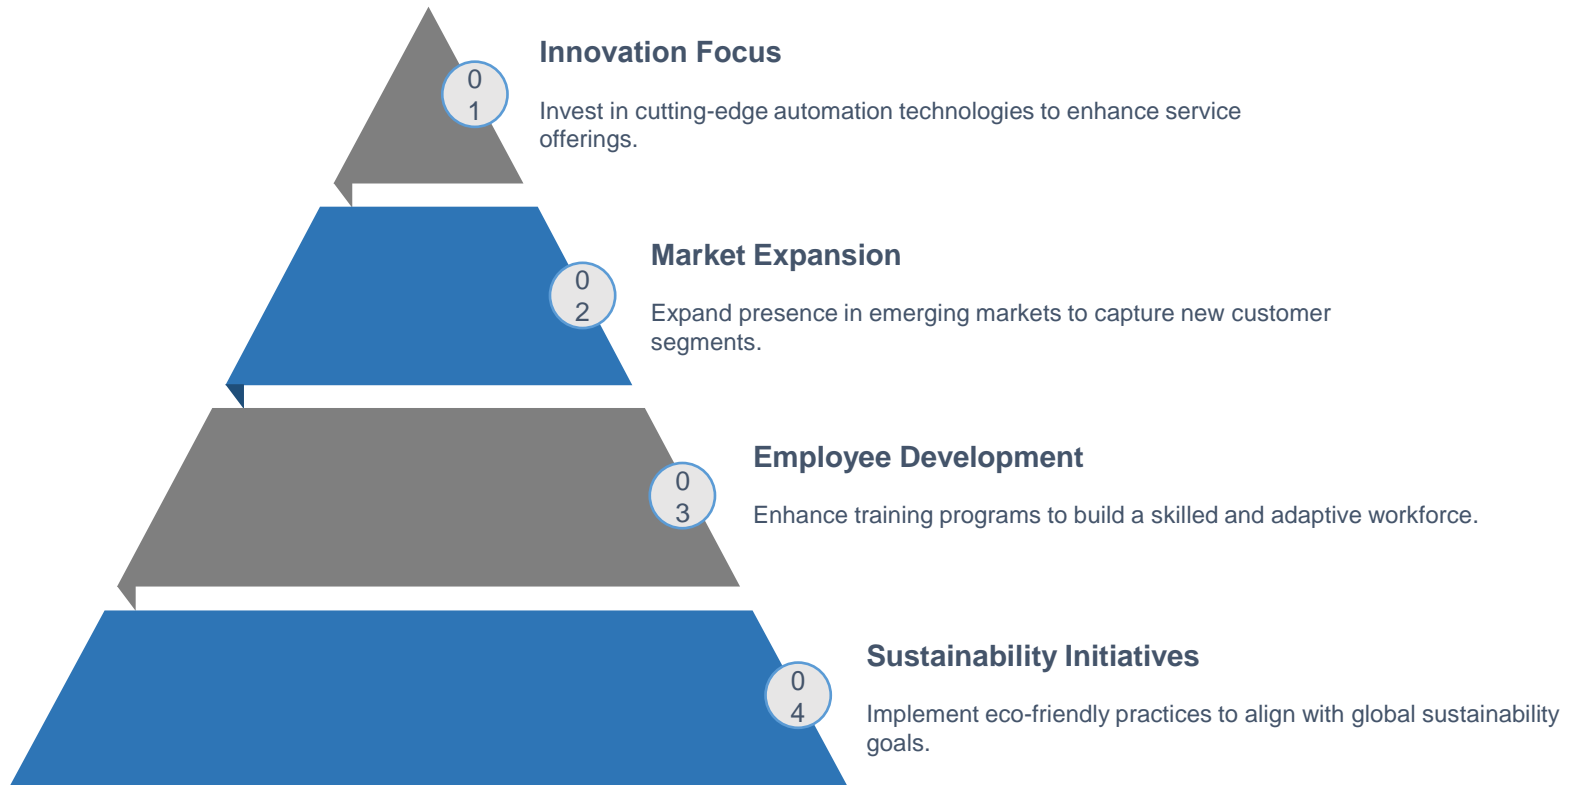 Innovation Focus
0
1
Invest in cutting-edge automation technologies to enhance service
offerings.
Market Expansion
0
2
Expand presence in emerging markets to capture new customer
segments.
Employee Development
0
3
Enhance training programs to build a skilled and adaptive workforce.
Sustainability Initiatives
0
4
Implement eco-friendly practices to align with global sustainability
goals.